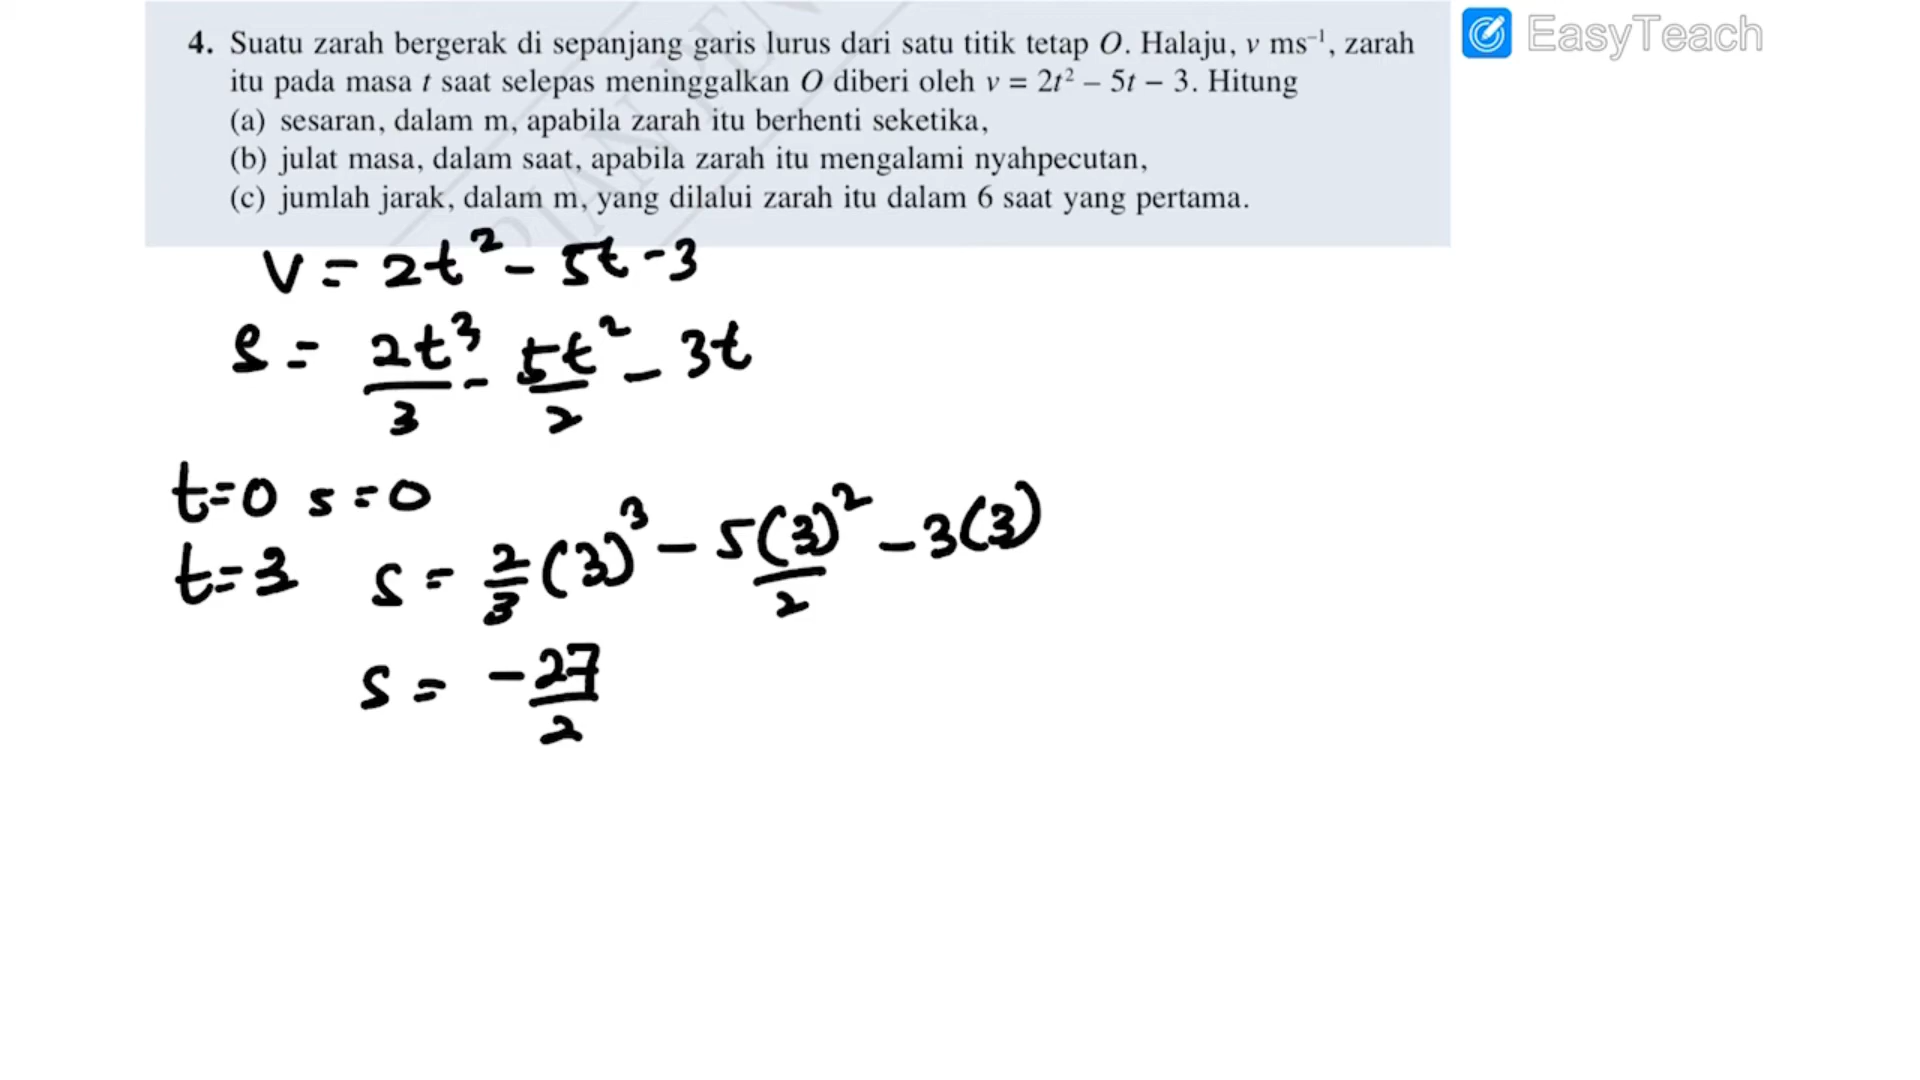 4. Suatu zarah bergerak di sepanjang garis lurus dari satu titik tetap O. Halaju, v ms⁻¹, zarah
itu pada masa t saat selepas meninggalkan O diberi oleh v = 2t² – 5t – 3. Hitung
(a) sesaran, dalam m, apabila zarah itu berhenti seketika,
(b) julat masa, dalam saat, apabila zarah itu mengalami nyahpecutan,
(c) jumlah jarak, dalam m, yang dilalui zarah itu dalam 6 saat yang pertama.
EasyTeach
v = 2t² - 5t - 3
s = 2t³/3 - 5t²/2 - 3t
t=0 s=0
t=3 s = 2/3(3)³ - 5(3)²/2 - 3(3)
s = -27/2